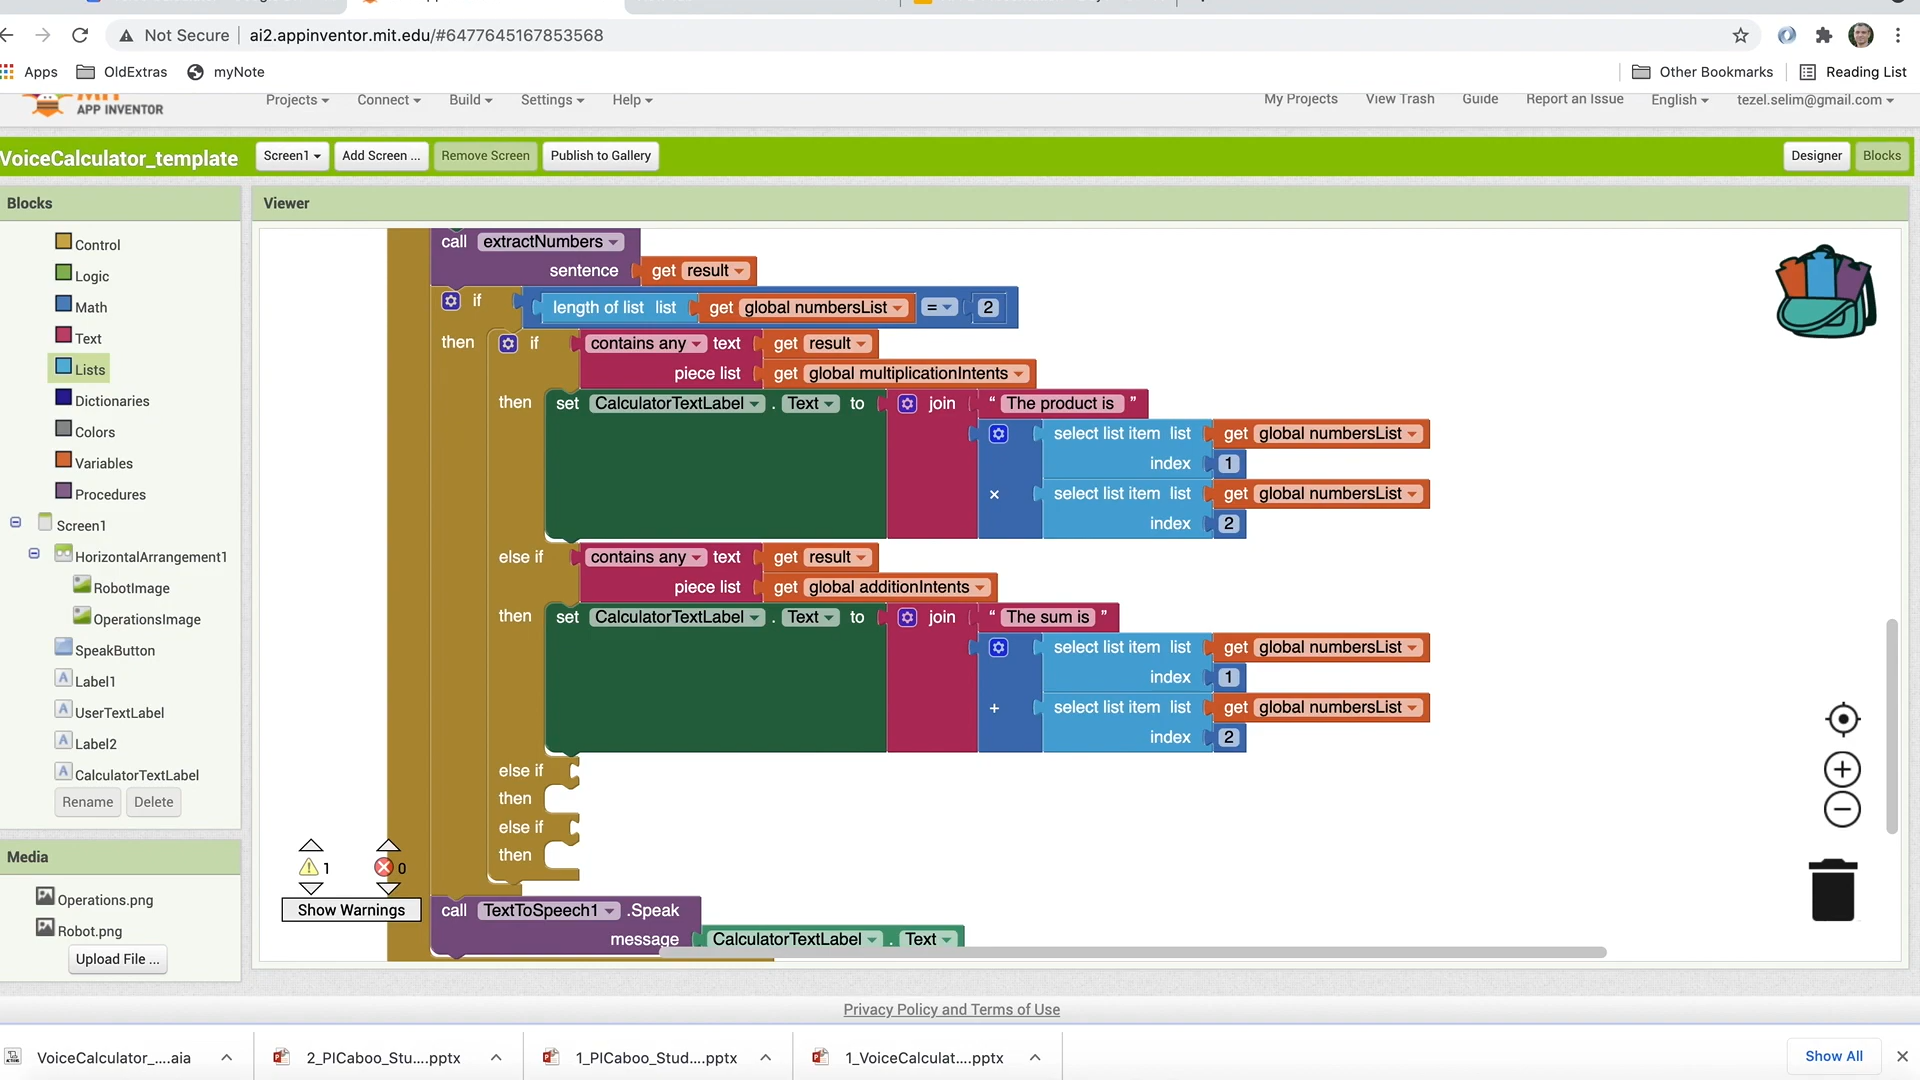 Not Secure | ai2.appinventor.mit.edu/#6477645167853568
Apps OldExtras myNote Other Bookmarks Reading List
APP INVENTOR Projects Connect Build Settings Help My Projects View Trash Guide Report an Issue English tezel.selim@gmail.com
VoiceCalculator_template Screen1 Add Screen ... Remove Screen Publish to Gallery Designer Blocks
Blocks
Control
Logic
Math
Text
Lists
Dictionaries
Colors
Variables
Procedures
Screen1
HorizontalArrangement1
RobotImage
OperationsImage
SpeakButton
Label1
UserTextLabel
Label2
CalculatorTextLabel
Rename Delete
Media
Operations.png
Robot.png
Upload File ...
Viewer
call extractNumbers
sentence get result
if length of list list get global numbersList = 2
then if contains any text get result
piece list get global multiplicationIntents
then set CalculatorTextLabel . Text to join “ The product is ”
select list item list get global numbersList
index 1
× select list item list get global numbersList
index 2
else if contains any text get result
piece list get global additionIntents
then set CalculatorTextLabel . Text to join “ The sum is ”
select list item list get global numbersList
index 1
+ select list item list get global numbersList
index 2
else if
then
else if
then
1 0
Show Warnings
call TextToSpeech1 .Speak
message CalculatorTextLabel . Text
Privacy Policy and Terms of Use
VoiceCalculator_....aia 2_PICaboo_Stu....pptx 1_PICaboo_Stud....pptx 1_VoiceCalculat....pptx Show All